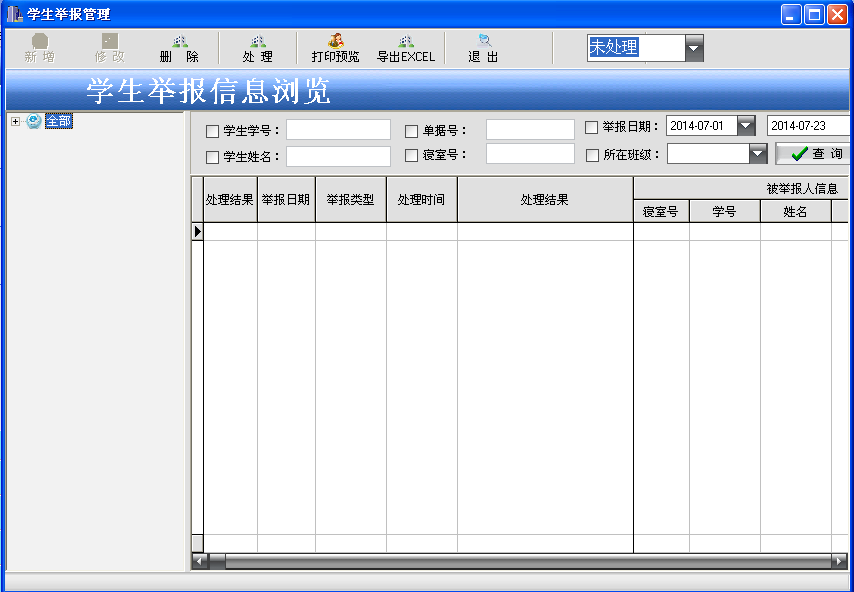 学生举报管理
新 增 修 改 删 除 处 理 打印预览 导出EXCEL 退 出 未处理
学生举报信息浏览
全部
学生学号： 单据号： 举报日期： 2014-07-01 2014-07-23
学生姓名： 寝室号： 所在班级： 查 询
处理结果 举报日期 举报类型 处理时间 处理结果 被举报人信息
寝室号 学号 姓名